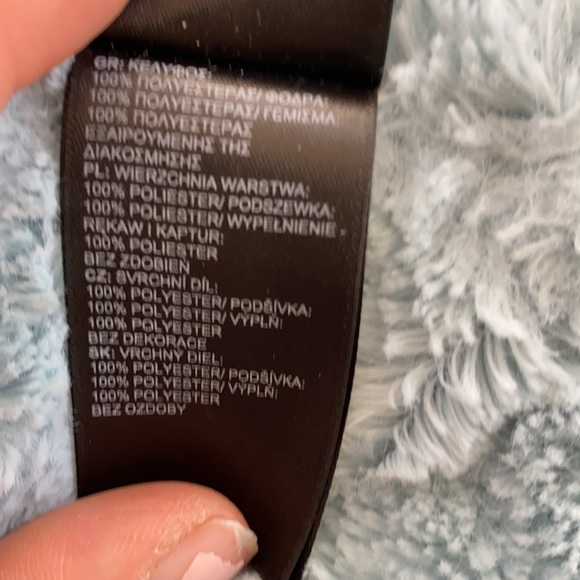 GR: ΚΕΛΥΦΟΣ:
100% ΠΟΛΥΕΣΤΕΡΑΣ/ ΦΟΔΡΑ:
100% ΠΟΛΥΕΣΤΕΡΑΣ/ ΓΕΜΙΣΜΑ
100% ΠΟΛΥΕΣΤΕΡΑΣ
ΕΞΑΙΡΟΥΜΕΝΗΣ ΤΗΣ
ΔΙΑΚΟΣΜΗΣΗΣ
PL: WIERZCHNIA WARSTWA:
100% POLIESTER/ PODSZEWKA:
100% POLIESTER/ WYPEŁNIENIE -
RĘKAW I KAPTUR:
100% POLIESTER
BEZ ZDOBIEŃ
CZ: SVRCHNÍ DÍL:
100% POLYESTER/ PODŠÍVKA:
100% POLYESTER/ VÝPLŇ:
100% POLYESTER
BEZ DEKORACE
SK: VRCHNÝ DIEL:
100% POLYESTER/ PODŠÍVKA:
100% POLYESTER/ VÝPLŇ:
100% POLYESTER
BEZ OZDOBY